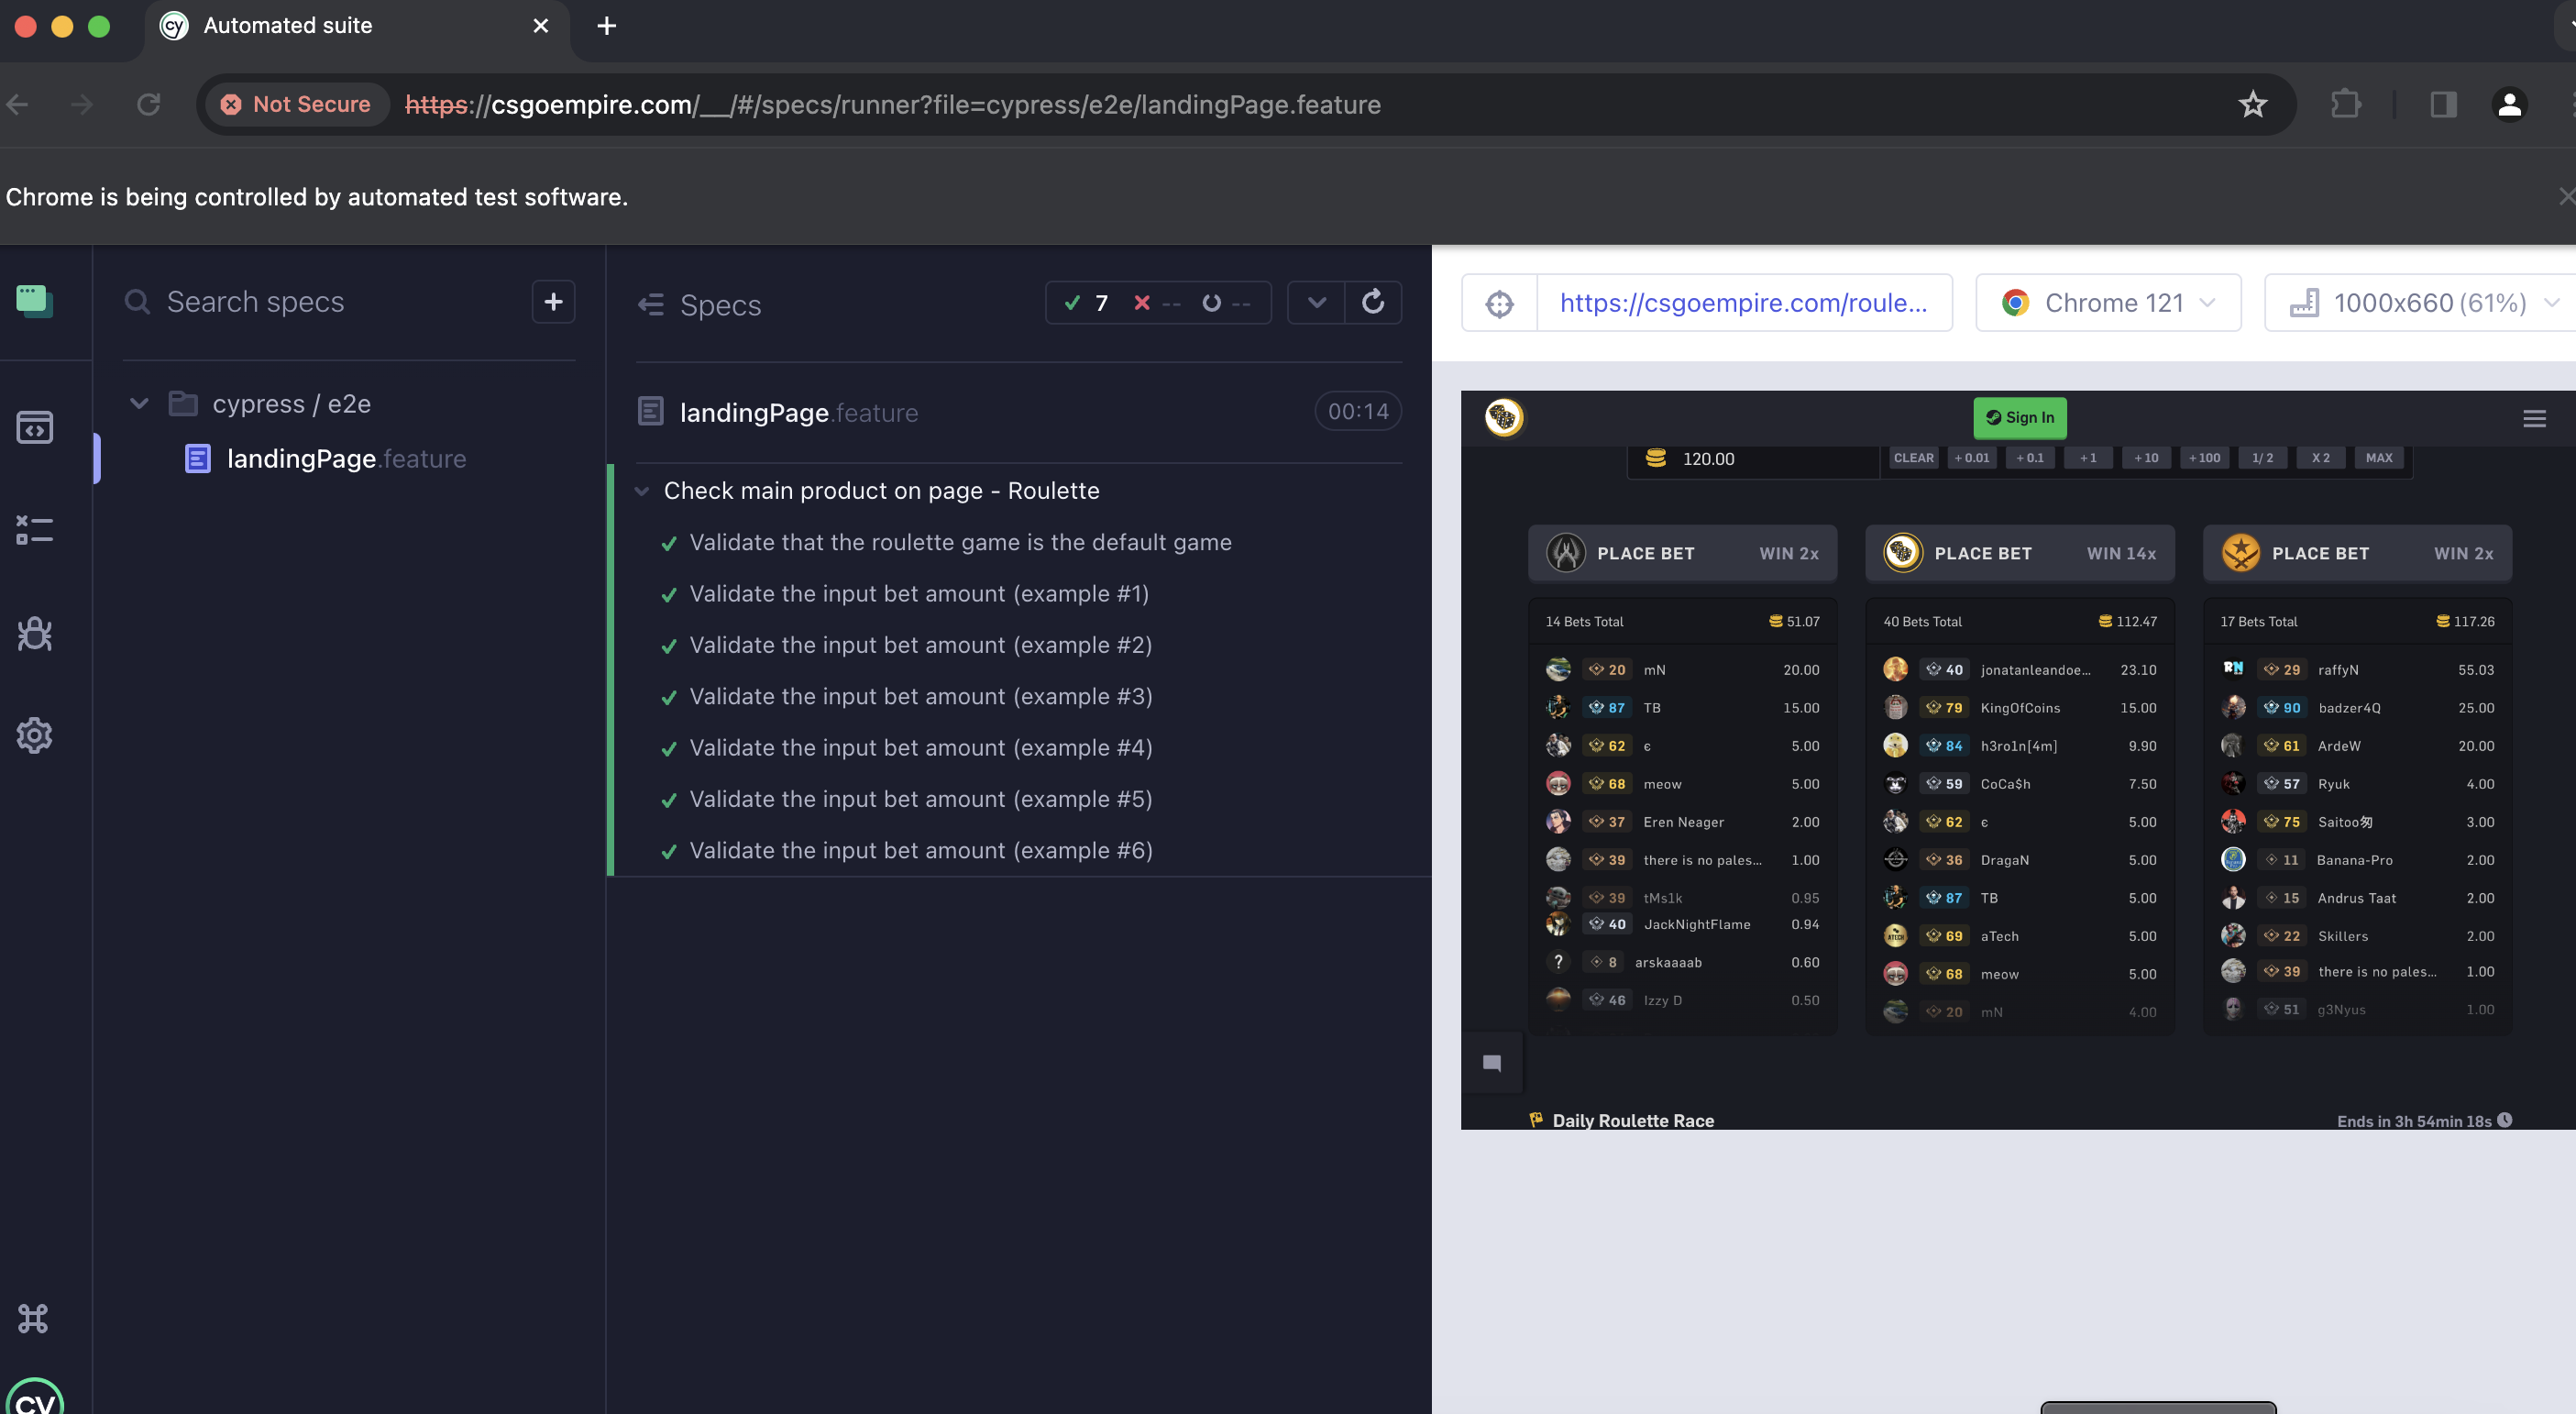 Automated suite
Not Secure https://csgoempire.com/__/#/specs/runner?file=cypress/e2e/landingPage.feature
Chrome is being controlled by automated test software.
Search specs
cypress / e2e
landingPage.feature
Specs
7 -- --
landingPage.feature 00:14
Check main product on page - Roulette
Validate that the roulette game is the default game
Validate the input bet amount (example #1)
Validate the input bet amount (example #2)
Validate the input bet amount (example #3)
Validate the input bet amount (example #4)
Validate the input bet amount (example #5)
Validate the input bet amount (example #6)
https://csgoempire.com/roule... Chrome 121 1000x660 (61%)
Sign In
120.00 CLEAR + 0.01 + 0.1 + 1 + 10 + 100 1/ 2 X 2 MAX
PLACE BET WIN 2x
14 Bets Total 51.07
20 mN 20.00
87 TB 15.00
62 є 5.00
68 meow 5.00
37 Eren Neager 2.00
39 there is no pales... 1.00
39 tMs1k 0.95
40 JackNightFlame 0.94
? 8 arskaaaab 0.60
46 Izzy D 0.50
PLACE BET WIN 14x
40 Bets Total 112.47
40 jonatanleandoe... 23.10
79 KingOfCoins 15.00
84 h3ro1n[4m] 9.90
59 CoCa$h 7.50
62 є 5.00
36 DragaN 5.00
87 TB 5.00
69 aTech 5.00
68 meow 5.00
20 mN 4.00
PLACE BET WIN 2x
17 Bets Total 117.26
RN 29 raffyN 55.03
90 badzer4Q 25.00
61 ArdeW 20.00
57 Ryuk 4.00
75 Saitoo匆 3.00
11 Banana-Pro 2.00
15 Andrus Taat 2.00
22 Skillers 2.00
39 there is no pales... 1.00
51 g3Nyus 1.00
Daily Roulette Race Ends in 3h 54min 18s
cy